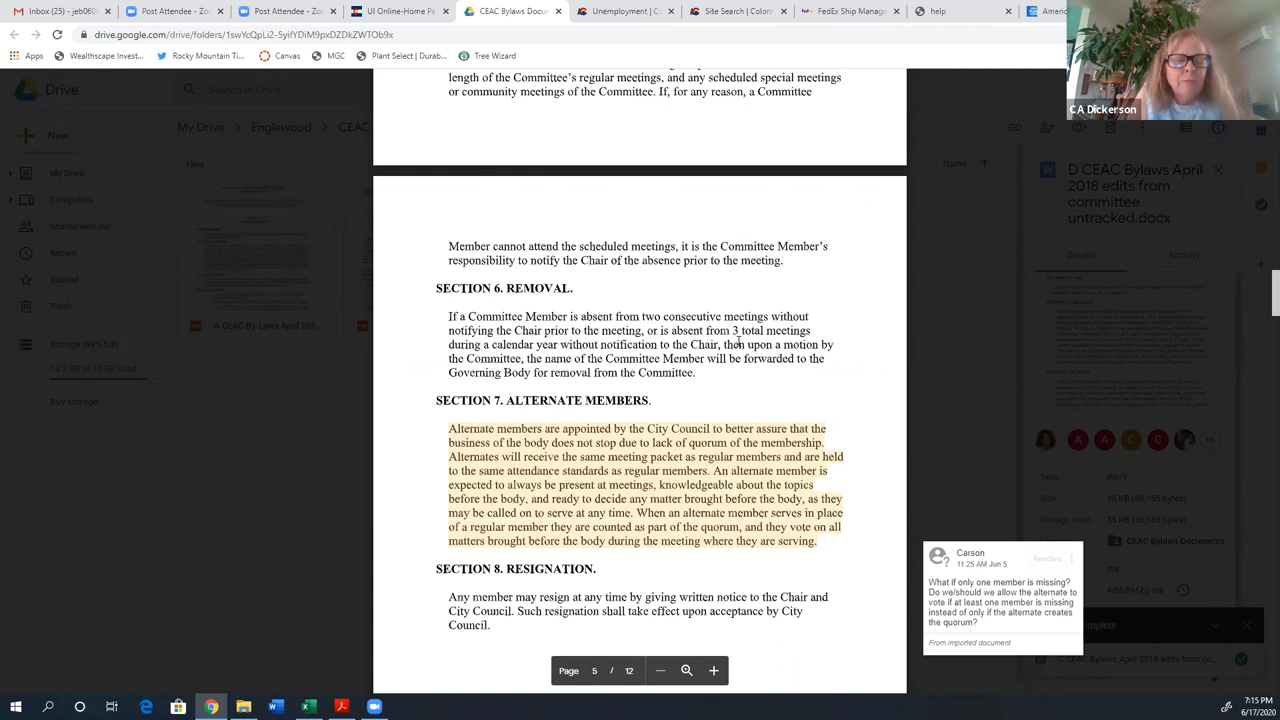 Inbox (25) - jeb060
Post Attendee - Zoom
Post Attendee - Zoom
UI Online-Home Pa
CEAC Bylaws Docum
Unemployment | Co
Site Search | Colora
FedEx Ship Manage
help
Americ
drive.google.com/drive/folders/1swYcQpLi2-5yifYDiM9pxDZDkZWTOb9x
Apps
Wealthscape Invest...
Rocky Mountain Ti...
Canvas
MGC
Plant Select | Durab...
Tree Wizard
CA Dickerson
Drive
Search in Drive
New
My Drive
Computers
Shared with me
Recent
Starred
Trash
Storage (98% full)
12.2 GB of 15 GB used
Buy storage
My Drive
Englewood
CEAC
Files
Name
A CEAC By-Laws April 201
length of the Committee's regular meetings, and any scheduled special meetings
or community meetings of the Committee. If, for any reason, a Committee
Member cannot attend the scheduled meetings, it is the Committee Member's
responsibility to notify the Chair of the absence prior to the meeting.
SECTION 6. REMOVAL.
If a Committee Member is absent from two consecutive meetings without
notifying the Chair prior to the meeting, or is absent from 3 total meetings
during a calendar year without notification to the Chair, then upon a motion by
the Committee, the name of the Committee Member will be forwarded to the
Governing Body for removal from the Committee.
SECTION 7. ALTERNATE MEMBERS.
Alternate members are appointed by the City Council to better assure that the
business of the body does not stop due to lack of quorum of the membership.
Alternates will receive the same meeting packet as regular members and are held
to the same attendance standards as regular members. An alternate member is
expected to always be present at meetings, knowledgeable about the topics
before the body, and ready to decide any matter brought before the body, as they
may be called on to serve at any time. When an alternate member serves in place
of a regular member they are counted as part of the quorum, and they vote on all
matters brought before the body during the meeting where they are serving.
SECTION 8. RESIGNATION.
Any member may resign at any time by giving written notice to the Chair and
City Council. Such resignation shall take effect upon acceptance by City
Council.
Page 5 / 12
D CEAC Bylaws April
2018 edits from
committee
untracked.docx
Details
Activity
A
A
C
C
Type
Word
Size
35 KB (36,165 bytes)
Storage used
35 KB (36,165 bytes)
CEAC Bylaws Documents
me
4:55 PM by me
Carson
11:25 AM Jun 5
Resolve
What if only one member is missing?
Do we/should we allow the alternate to
vote if at least one member is missing
instead of only if the alternate creates
the quorum?
From imported document
mplete
C CEAC Bylaws April 2018 edits from co...
7:15 PM
6/17/2020